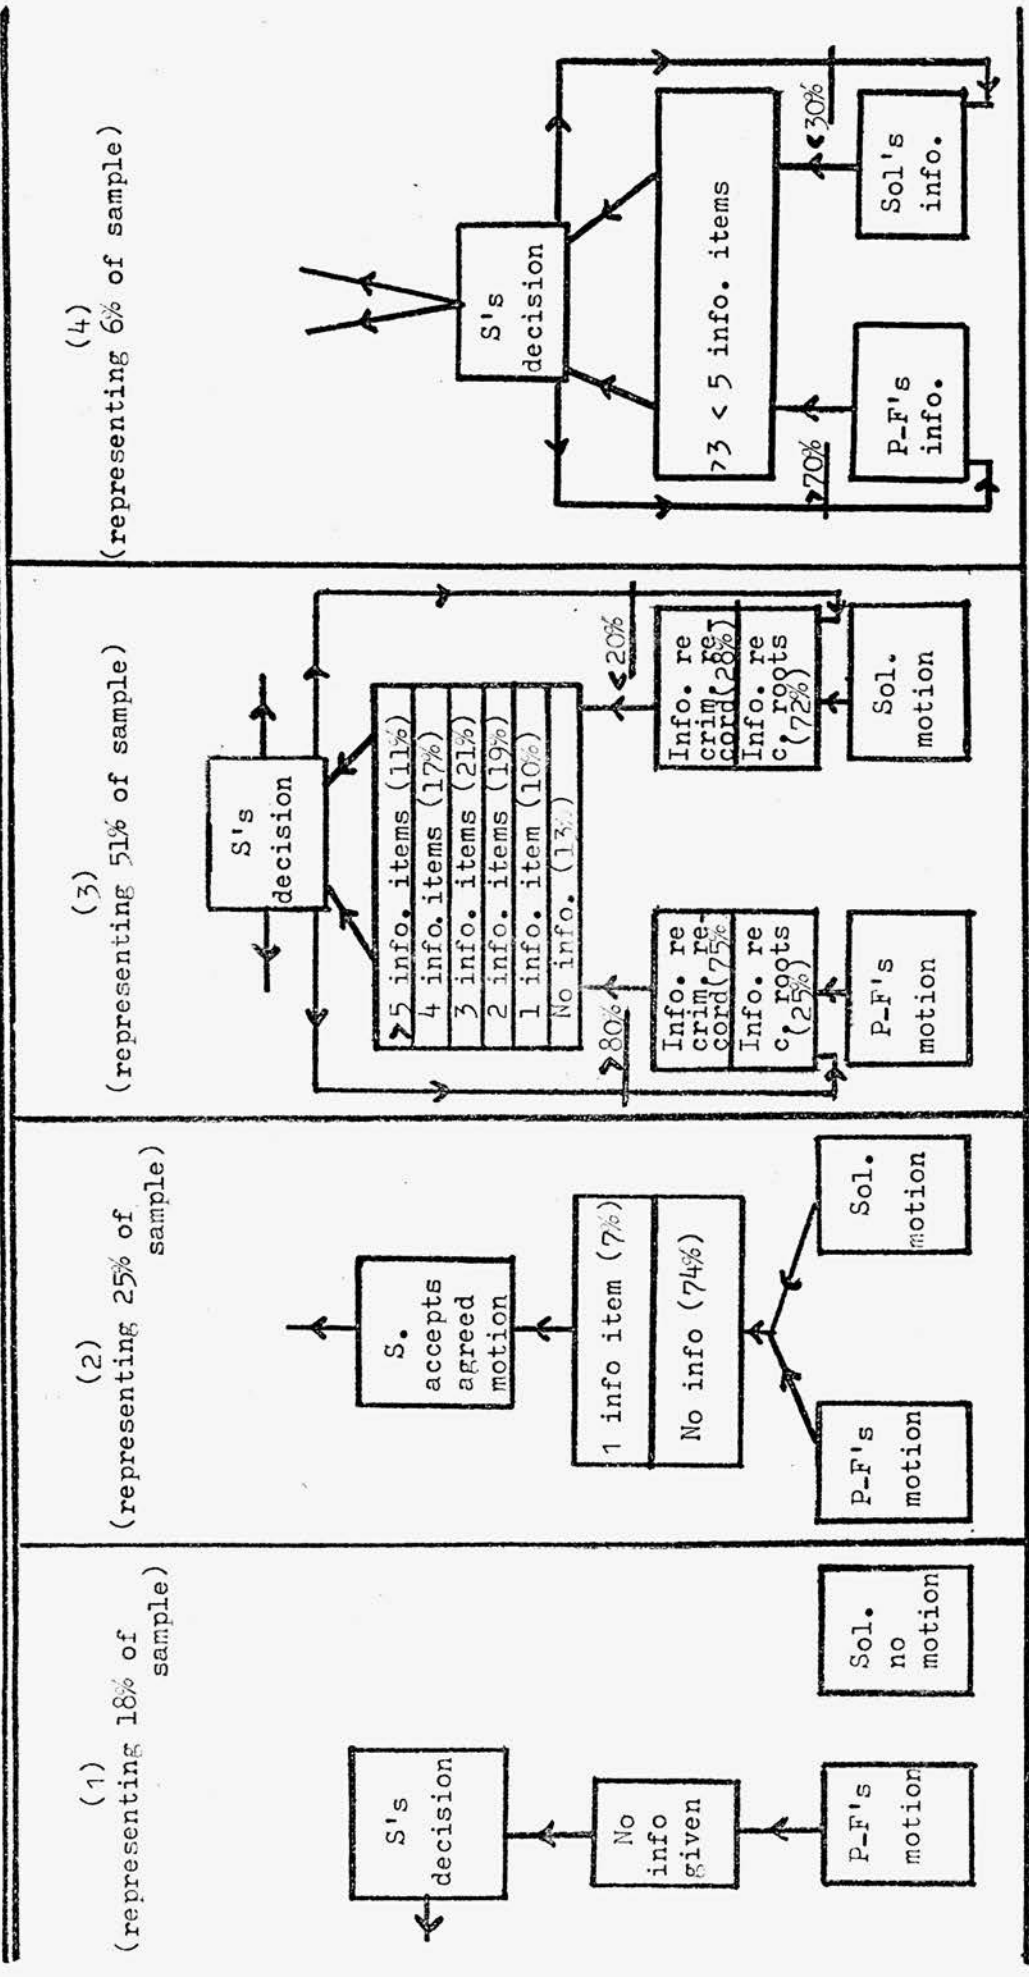 (1)
(representing 18% of
sample)
S's
decision
No
info
given
P-F's
motion
Sol.
no
motion
(2)
(representing 25% of
sample)
S.
accepts
agreed
motion
1 info item (7%)
No info (74%)
P-F's
motion
Sol.
motion
(3)
(representing 51% of sample)
S's
decision
>5 info. items (11%)
4 info. items (17%)
3 info. items (21%)
2 info. items (19%)
1 info. item (10%)
No info. (13%)
>80%
<20%
Info. re
crim. re-
cord(75%
Info. re
c. roots
(25%)
P-F's
motion
Info. re
crim. re-
cord(28%)
Info. re
c. roots
(72%)
Sol.
motion
(4)
(representing 6% of sample)
S's
decision
>3 < 5 info. items
>70%
<30%
P-F's
info.
Sol's
info.